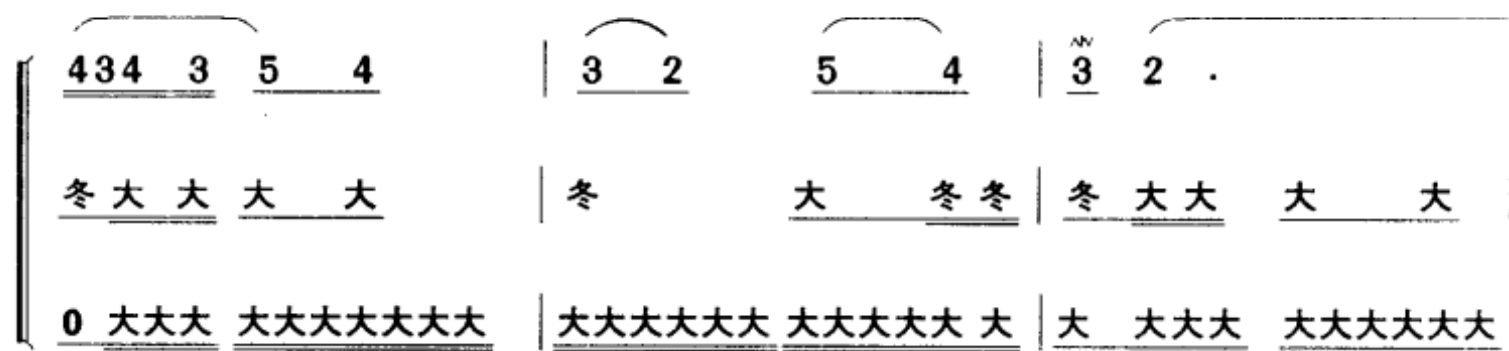 434 3 5 4 | 3 2 5 4 | 3 2 .
冬 大 大 大 大 | 冬 大 冬 冬 | 冬 大 大 大 大
0 大大大 大大大大大大大 | 大大大大大大 大大大大大 大 | 大 大大大 大大大大大大